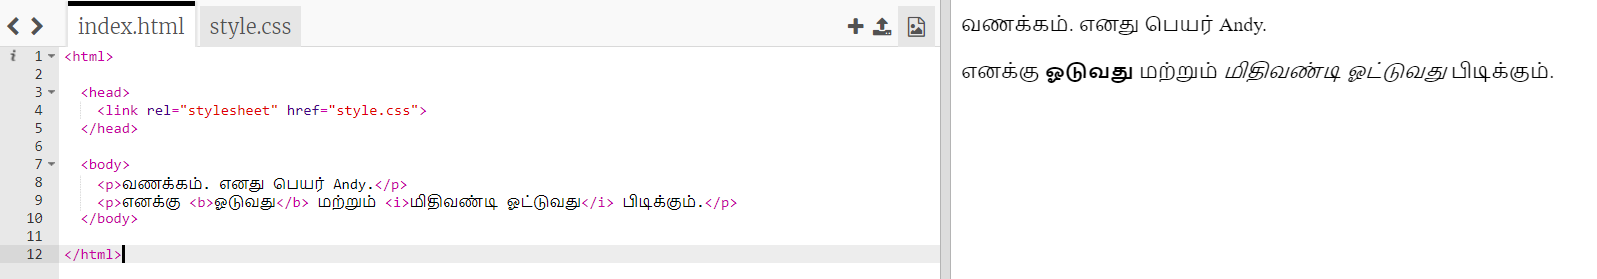 index.html style.css
i 1 <html>
2
3 <head>
4 <link rel="stylesheet" href="style.css">
5 </head>
6
7 <body>
8 <p>வணக்கம். எனது பெயர் Andy.</p>
9 <p>எனக்கு <b>ஓடுவது</b> மற்றும் <i>மிதிவண்டி ஓட்டுவது</i> பிடிக்கும்.</p>
10 </body>
11
12 </html>
வணக்கம். எனது பெயர் Andy.
எனக்கு ஓடுவது மற்றும் மிதிவண்டி ஓட்டுவது பிடிக்கும்.